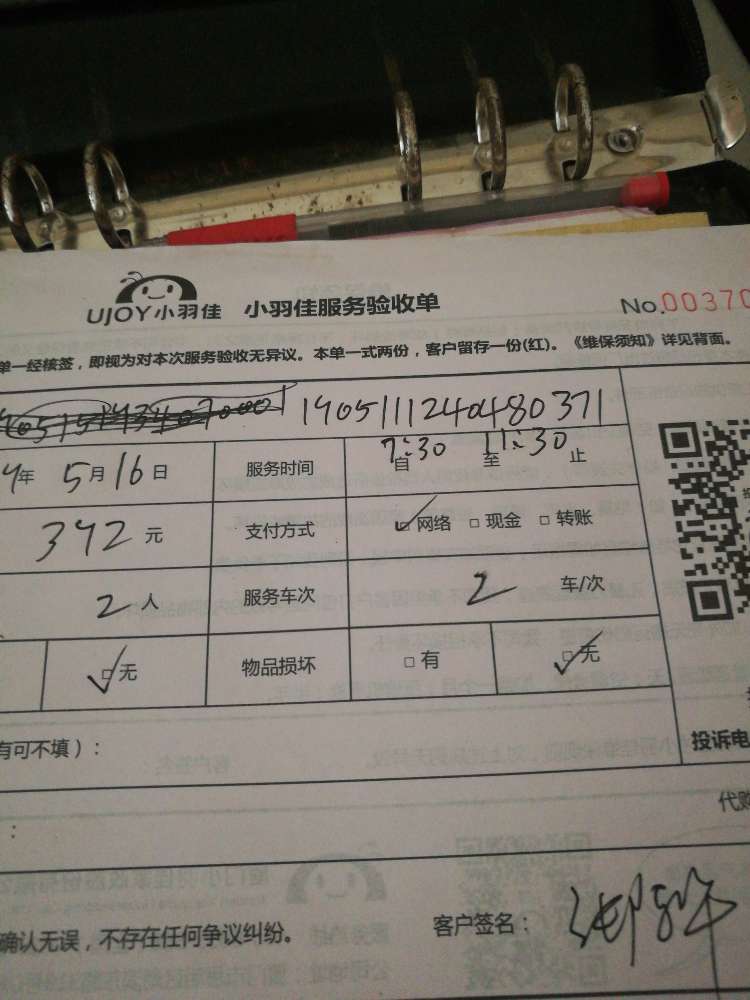 UJOY小羽佳 小羽佳服务验收单 No.00370
单一经核签，即视为对本次服务验收无异议。本单一式两份，客户留存一份(红)。《维保须知》详见背面。
1905111240480371
9年 5月16日 服务时间 自 7:30 至 11:30 止
392元 支付方式 ☑网络 □现金 □转账
2人 服务车次 2 车/次
☑无 物品损坏 □有 ☑无
有可不填）：
投诉电
代购
：
确认无误，不存在任何争议纠纷。 客户签名：